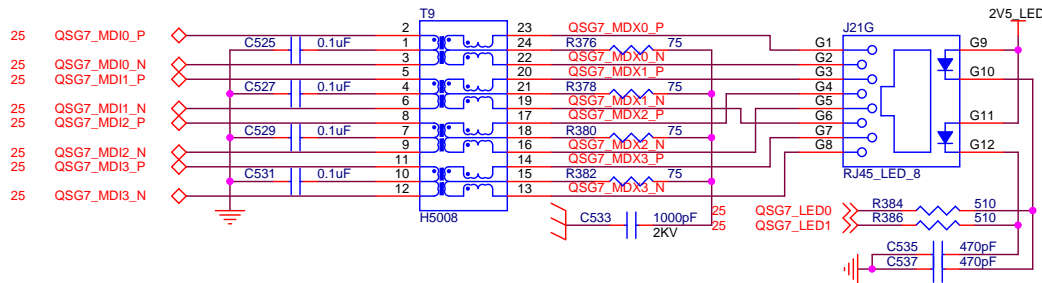 T9
J21G
2V5_LED
25 QSG7_MDI0_P 2 23 QSG7_MDX0_P G1 G9
C525 0.1uF 1 24 R376 75
25 QSG7_MDI0_N 3 22 QSG7_MDX0_N G2
25 QSG7_MDI1_P 5 20 QSG7_MDX1_P G3 G10
C527 0.1uF 4 21 R378 75 G4
25 QSG7_MDI1_N 6 19 QSG7_MDX1_N G5
25 QSG7_MDI2_P 8 17 QSG7_MDX2_P G6 G11
C529 0.1uF 7 18 R380 75 G7
25 QSG7_MDI2_N 9 16 QSG7_MDX2_N G8 G12
25 QSG7_MDI3_P 11 14 QSG7_MDX3_P
C531 0.1uF 10 15 R382 75 RJ45_LED_8
25 QSG7_MDI3_N 12 13 QSG7_MDX3_N
H5008
C533 1000pF
2KV
25 QSG7_LED0 R384 510
25 QSG7_LED1 R386 510
C535 470pF
C537 470pF